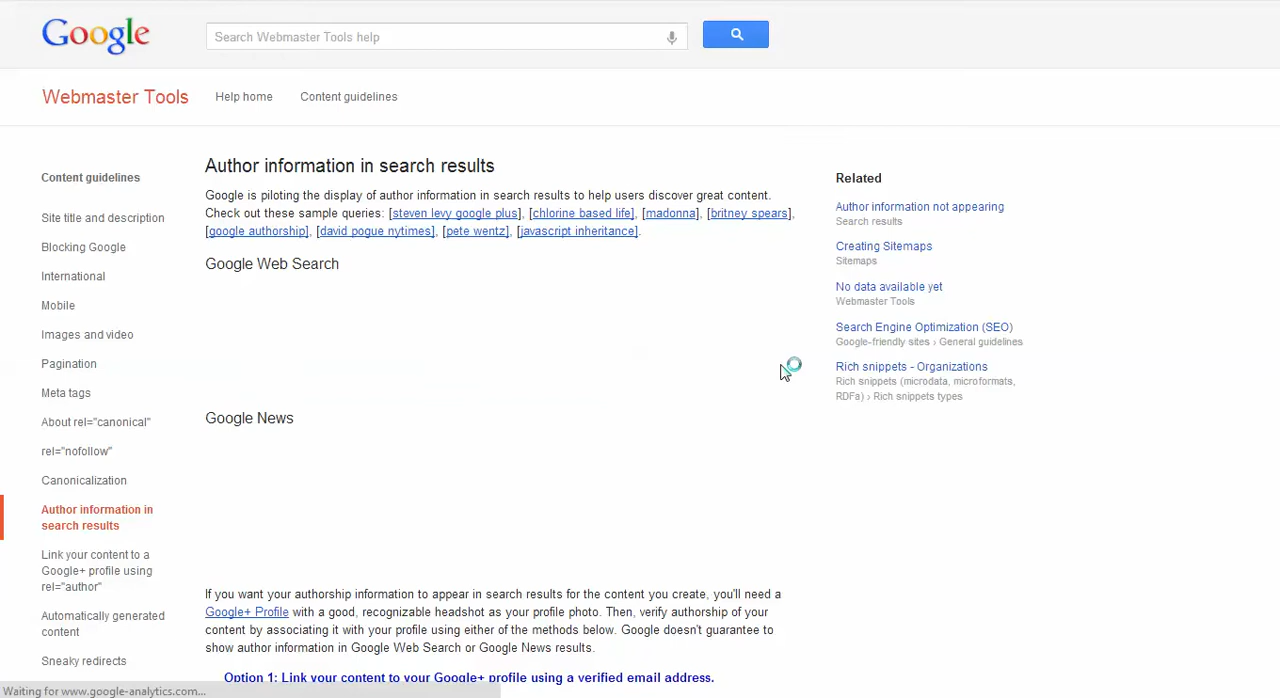 Google
Search Webmaster Tools help
Webmaster Tools
Help home
Content guidelines
Content guidelines
Site title and description
Blocking Google
International
Mobile
Images and video
Pagination
Meta tags
About rel="canonical"
rel="nofollow"
Canonicalization
Author information in
search results
Link your content to a
Google+ profile using
rel="author"
Automatically generated
content
Sneaky redirects
Author information in search results
Google is piloting the display of author information in search results to help users discover great content.
Check out these sample queries: [steven levy google plus], [chlorine based life], [madonna], [britney spears],
[google authorship], [david pogue nytimes], [pete wentz], [javascript inheritance].
Google Web Search
Google News
If you want your authorship information to appear in search results for the content you create, you'll need a
Google+ Profile with a good, recognizable headshot as your profile photo. Then, verify authorship of your
content by associating it with your profile using either of the methods below. Google doesn't guarantee to
show author information in Google Web Search or Google News results.
Option 1: Link your content to your Google+ profile using a verified email address.
Related
Author information not appearing
Search results
Creating Sitemaps
Sitemaps
No data available yet
Webmaster Tools
Search Engine Optimization (SEO)
Google-friendly sites › General guidelines
Rich snippets - Organizations
Rich snippets (microdata, microformats,
RDFa) › Rich snippets types
Waiting for www.google-analytics.com...